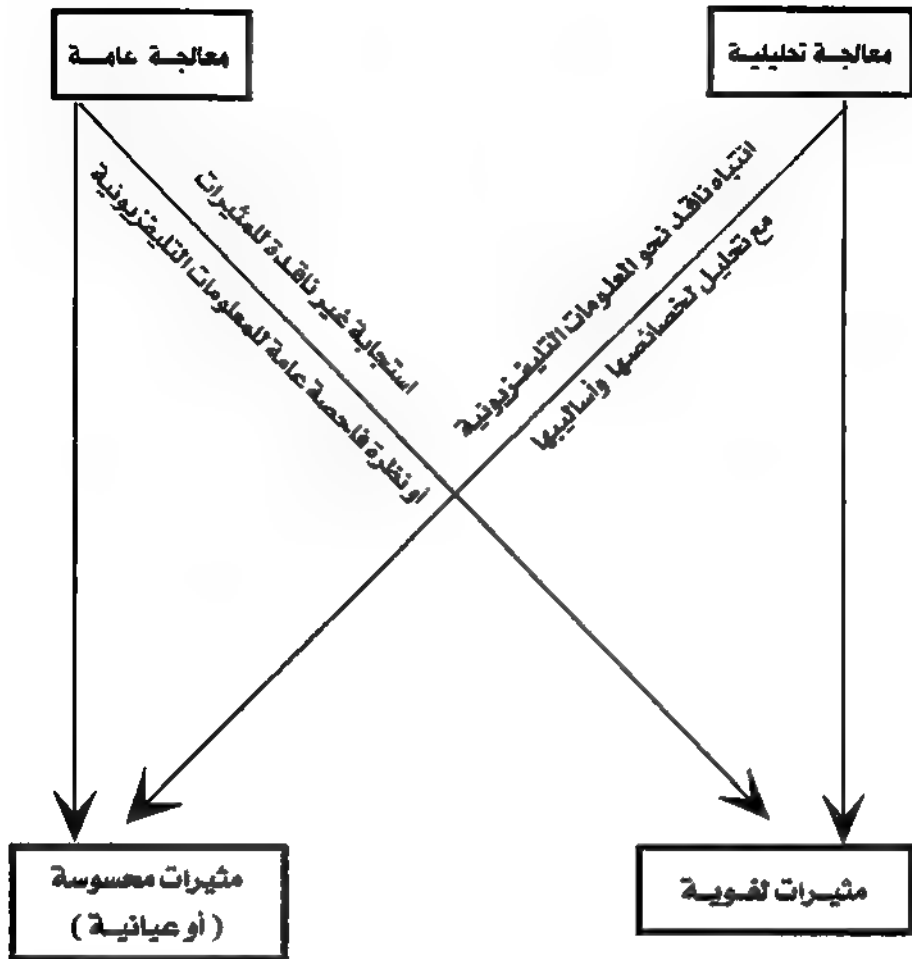 معالجة تحليلية
معالجة عامة
انتباه ناقد نحو المعلومات التليفزيونية
مع تحليل لخصائصها وأساليبها
استجابة غير ناقدة للمثيرات
أو نظرة فاحصة عامة للمعلومات التليفزيونية
مثيرات لغوية
مثيرات محسوسة
(أو عيانية)